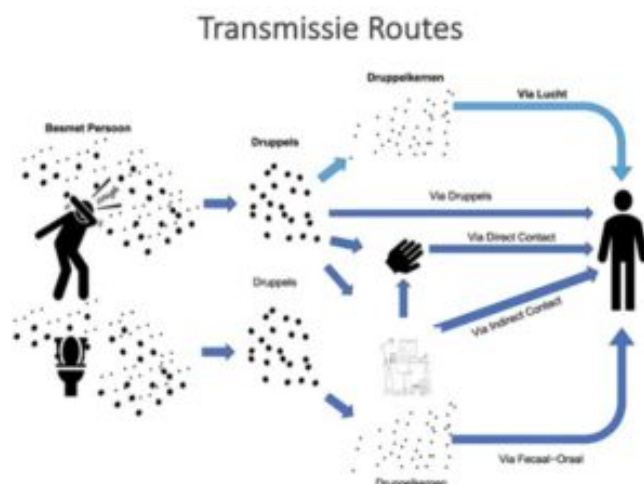 Transmissie Routes
Druppelkernen
Via Lucht
Besmet Persoon
Druppels
Via Druppels
Via Direct Contact
Druppels
Via Indirect Contact
Via Fecaal-Oraal
Druppelkernen